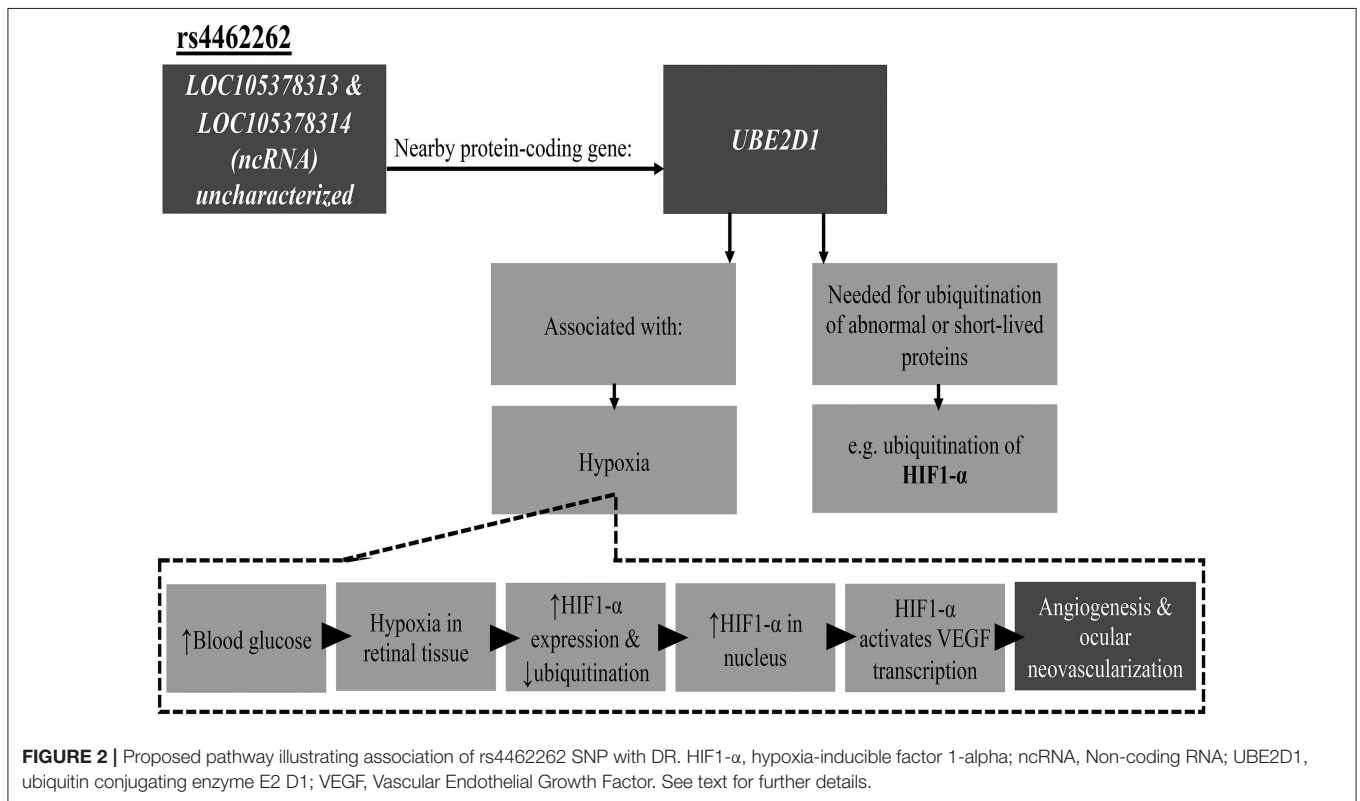 rs4462262
LOC105378313 &
LOC105378314
(ncRNA)
uncharacterized
Nearby protein-coding gene:
UBE2D1
Associated with:
Needed for ubiquitination
of abnormal or short-lived
proteins
Hypoxia
e.g. ubiquitination of
HIF1-α
↑Blood glucose
Hypoxia in
retinal tissue
↑HIF1-α
expression &
↓ubiquitination
↑HIF1-α in
nucleus
HIF1-α
activates VEGF
transcription
Angiogenesis &
ocular
neovascularization
FIGURE 2 | Proposed pathway illustrating association of rs4462262 SNP with DR. HIF1-α, hypoxia-inducible factor 1-alpha; ncRNA, Non-coding RNA; UBE2D1,
ubiquitin conjugating enzyme E2 D1; VEGF, Vascular Endothelial Growth Factor. See text for further details.